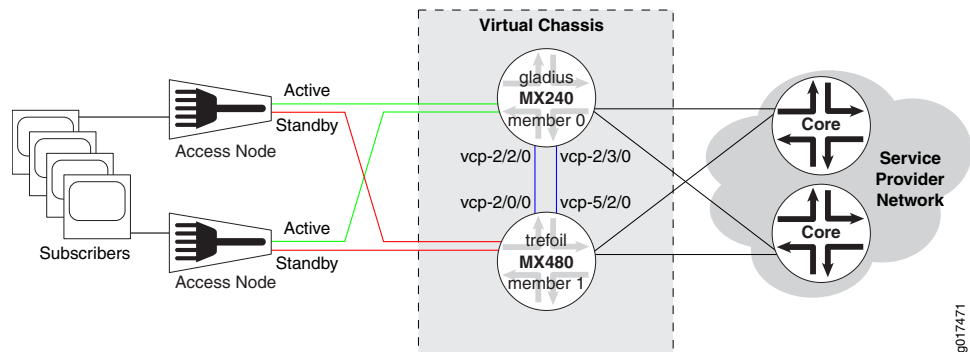 Virtual Chassis
gladius
MX240
member 0
Active
Standby
Access Node
vcp-2/2/0
vcp-2/3/0
vcp-2/0/0
vcp-5/2/0
Subscribers
Active
Standby
Access Node
trefoil
MX480
member 1
Core
Core
Service
Provider
Network
g017471